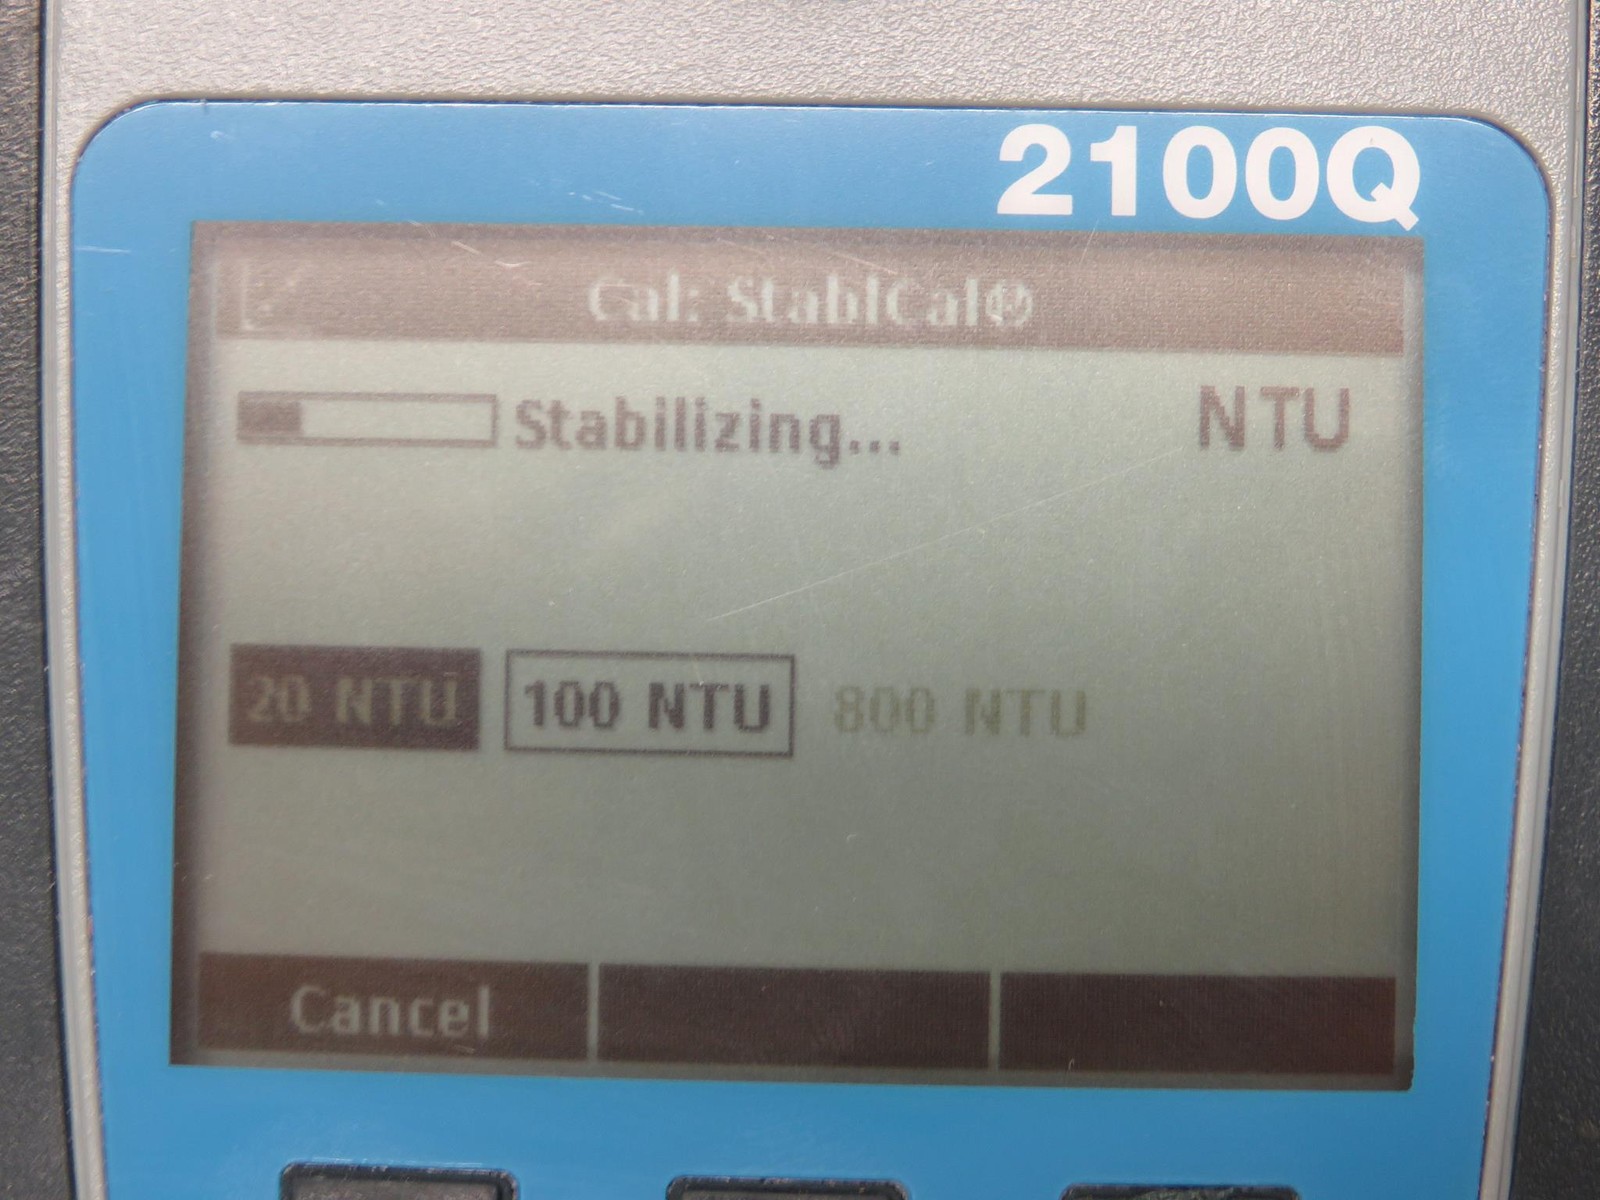 2100Q
Cal: StablCal
Stabilizing...
NTU
20 NTU
100 NTU
800 NTU
Cancel